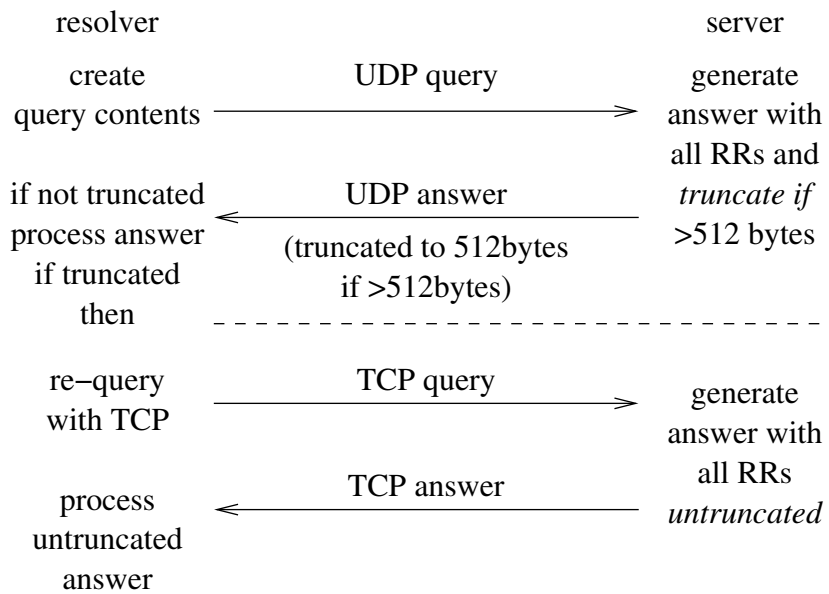 resolver
server
create
query contents
UDP query
generate
answer with
all RRs and
truncate if
>512 bytes
if not truncated
process answer
if truncated
then
UDP answer
(truncated to 512bytes
if >512bytes)
re−query
with TCP
TCP query
generate
answer with
all RRs
untruncated
TCP answer
process
untruncated
answer